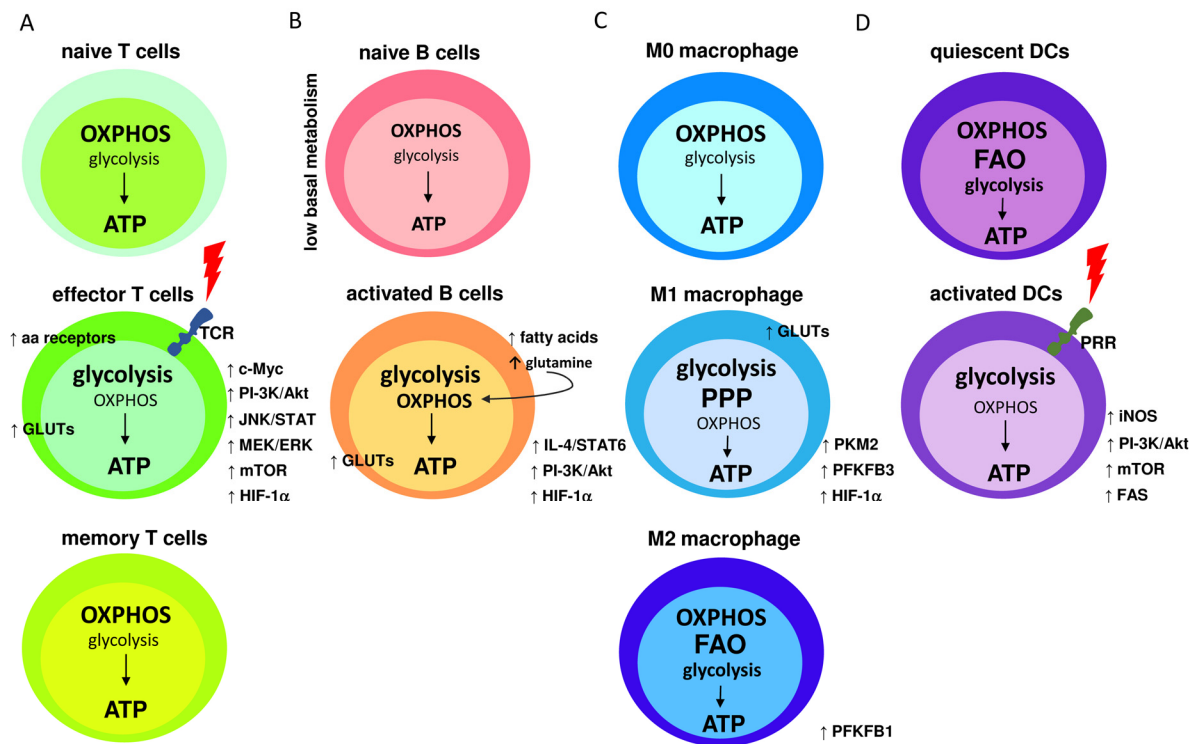 A
naive T cells
OXPHOS
glycolysis
ATP
effector T cells
↑ aa receptors
TCR
glycolysis
OXPHOS
ATP
↑ GLUTs
↑ c-Myc
↑ PI-3K/Akt
↑ JNK/STAT
↑ MEK/ERK
↑ mTOR
↑ HIF-1α
memory T cells
OXPHOS
glycolysis
ATP
B
naive B cells
low basal metabolism
OXPHOS
glycolysis
ATP
activated B cells
↑ fatty acids
↑ glutamine
glycolysis
OXPHOS
ATP
↑ GLUTs
↑ IL-4/STAT6
↑ PI-3K/Akt
↑ HIF-1α
C
M0 macrophage
OXPHOS
glycolysis
ATP
M1 macrophage
↑ GLUTs
glycolysis
PPP
OXPHOS
ATP
↑ PKM2
↑ PFKFB3
↑ HIF-1α
M2 macrophage
OXPHOS
FAO
glycolysis
ATP
↑ PFKFB1
D
quiescent DCs
OXPHOS
FAO
glycolysis
ATP
activated DCs
PRR
glycolysis
OXPHOS
ATP
↑ iNOS
↑ PI-3K/Akt
↑ mTOR
↑ FAS